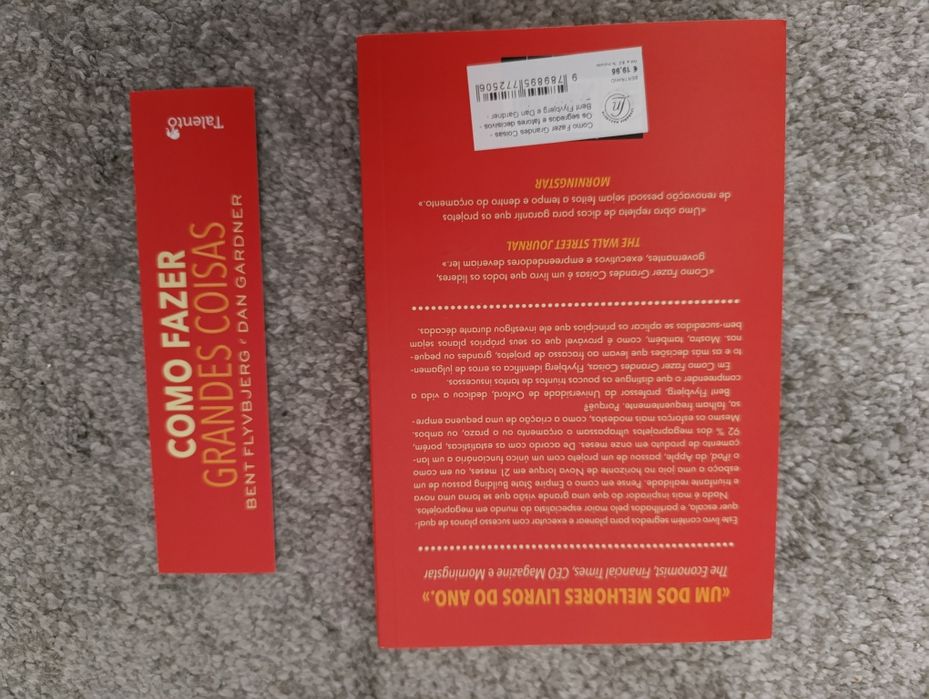 COMO FAZER
GRANDES COISAS
BENT FLYVBJERG e DAN GARDNER
Talento
«UM DOS MELHORES LIVROS DO ANO.»
The Economist, Financial Times, CEO Magazine e Morningstar
Este livro contém segredos para planear e executar com sucesso planos de qual-
quer escala, e partilhados pelo maior especialista do mundo em megaprojetos.
Nada é mais inspirador do que uma grande visão que se torna uma nova
e triunfante realidade. Pense em como o Empire State Building passou de um
esboço a uma joia no horizonte de Nova Iorque em 21 meses, ou em como
o iPod, da Apple, passou de um projeto com um único funcionário a um lan-
çamento de produto em onze meses. De acordo com as estatísticas, porém,
92 % dos megaprojetos ultrapassam o orçamento ou o prazo, ou ambos.
Mesmo os esforços mais modestos, como a criação de uma pequena empre-
sa, falham frequentemente. Porquê?
Bent Flyvbjerg, professor da Universidade de Oxford, dedicou a vida a
compreender o que distingue os poucos triunfos de tantos insucessos.
Em Como Fazer Grandes Coisas, Flyvbjerg identifica os erros de julgamen-
to e as más decisões que levam ao fracasso de projetos, grandes ou peque-
nos. Mostra, também, como é provável que os seus próprios planos sejam
bem-sucedidos se aplicar os princípios que ele investigou durante décadas.
«Como Fazer Grandes Coisas é um livro que todos os líderes,
governantes, executivos e empreendedores deveriam ler.»
THE WALL STREET JOURNAL
«Uma obra repleta de dicas para garantir que os projetos
de renovação pessoal sejam feitos a tempo e dentro do orçamento.»
MORNINGSTAR
Como Fazer Grandes Coisas -
Os segredos e fatores decisivos -
Bent Flyvbjerg e Dan Gardner -
9 789895 772506
BERTRAND
€ 19,95